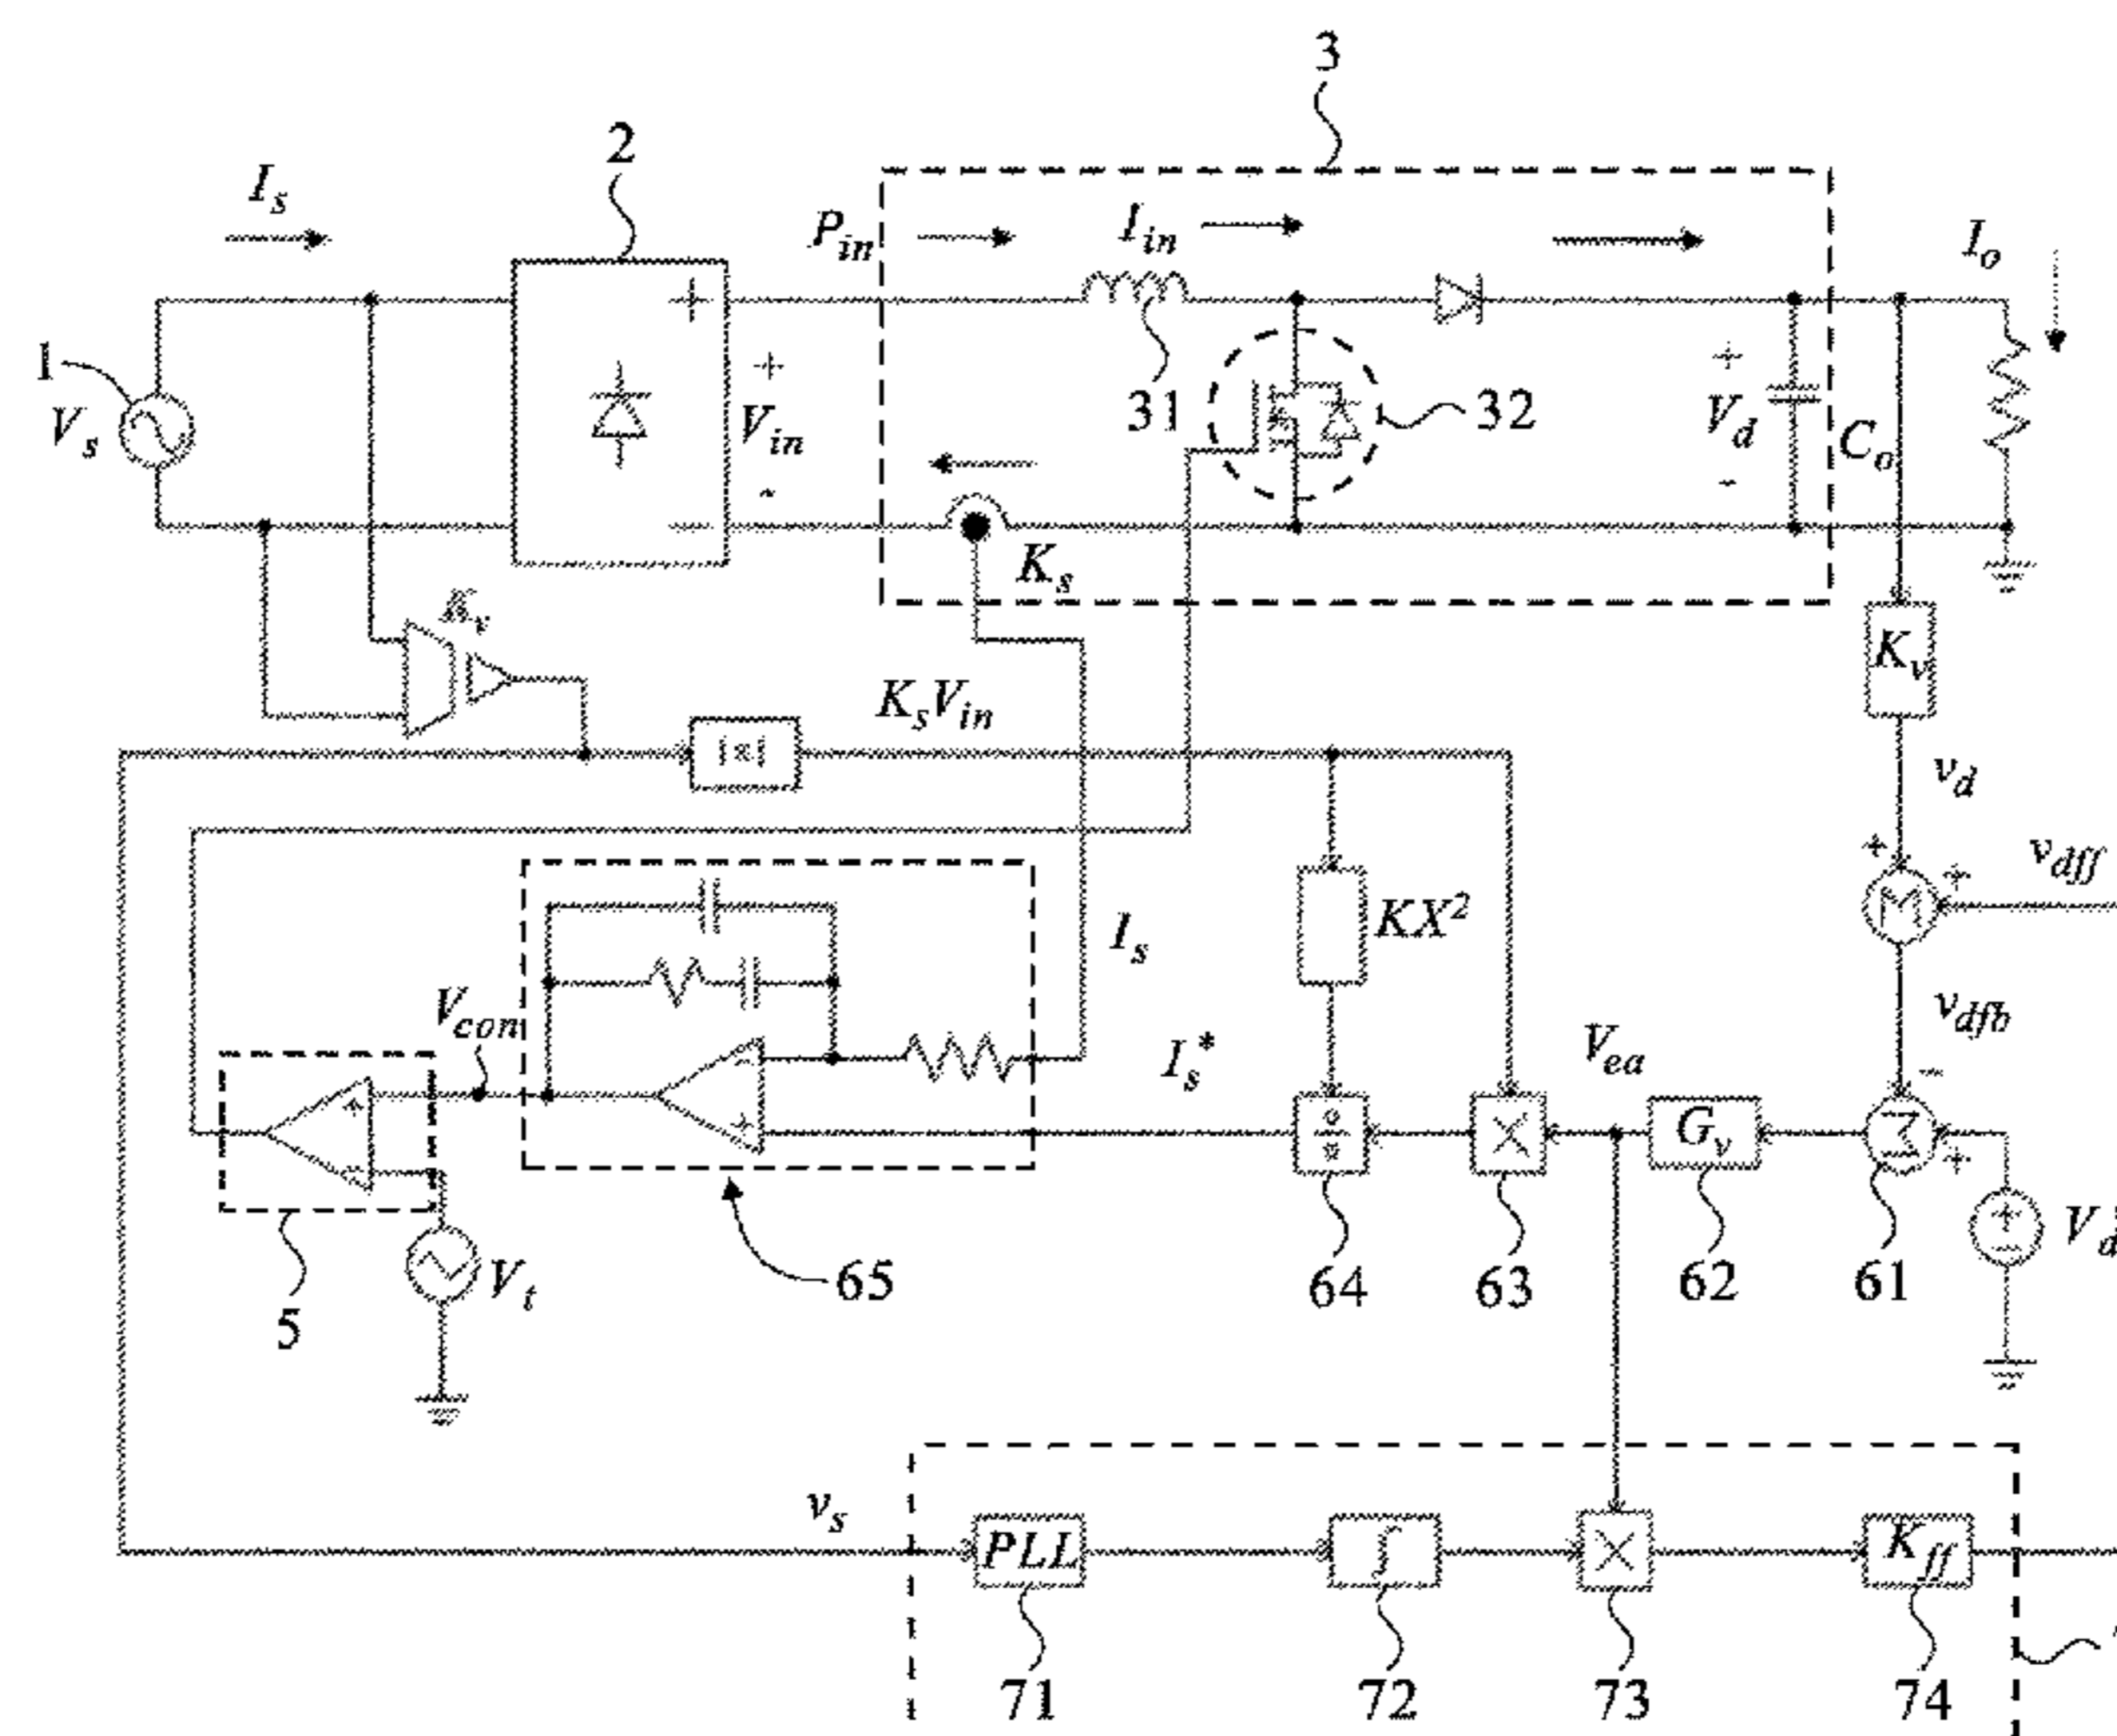 3
2
I_s
P_in
I_in
I_o
1
V_s
+
+
V_in
-
31
32
+
V_d
-
C_o
K_s
K_v
K_v
K_sV_in
|x|
v_d
+
+
v_dff
KX²
I_s
v_dfb
V_con
V_ea
I_s*
-
+
-
+
G_v
Σ
+
5
V_t
65
64
63
62
61
+
V_d
v_s
PLL
∫
×
K_ff
71
72
73
74